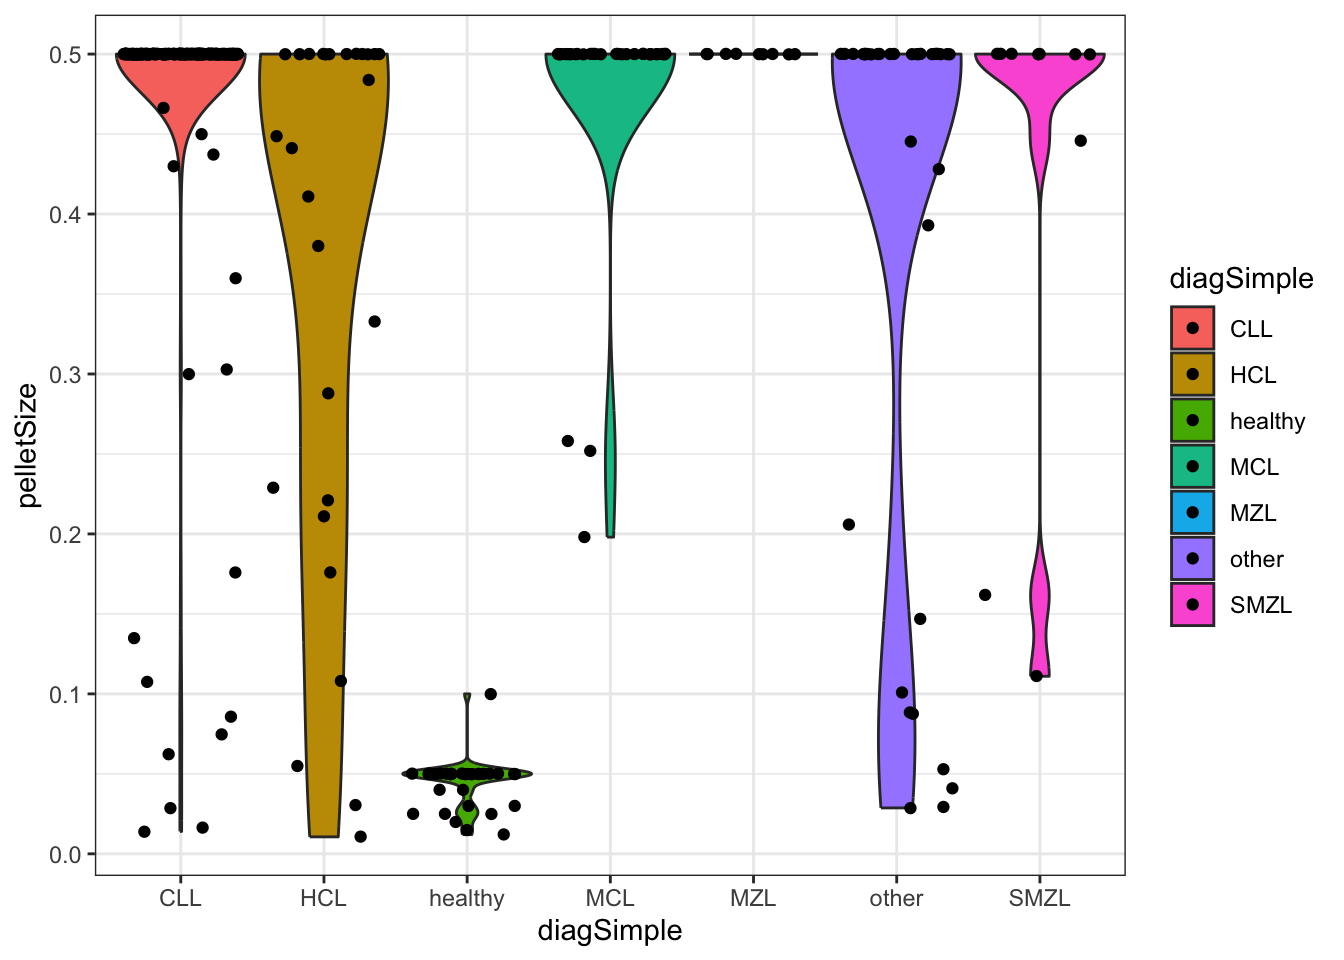 pelletSize
0.5
0.4
0.3
0.2
0.1
0.0
CLL HCL healthy MCL MZL other SMZL
diagSimple
diagSimple
CLL
HCL
healthy
MCL
MZL
other
SMZL